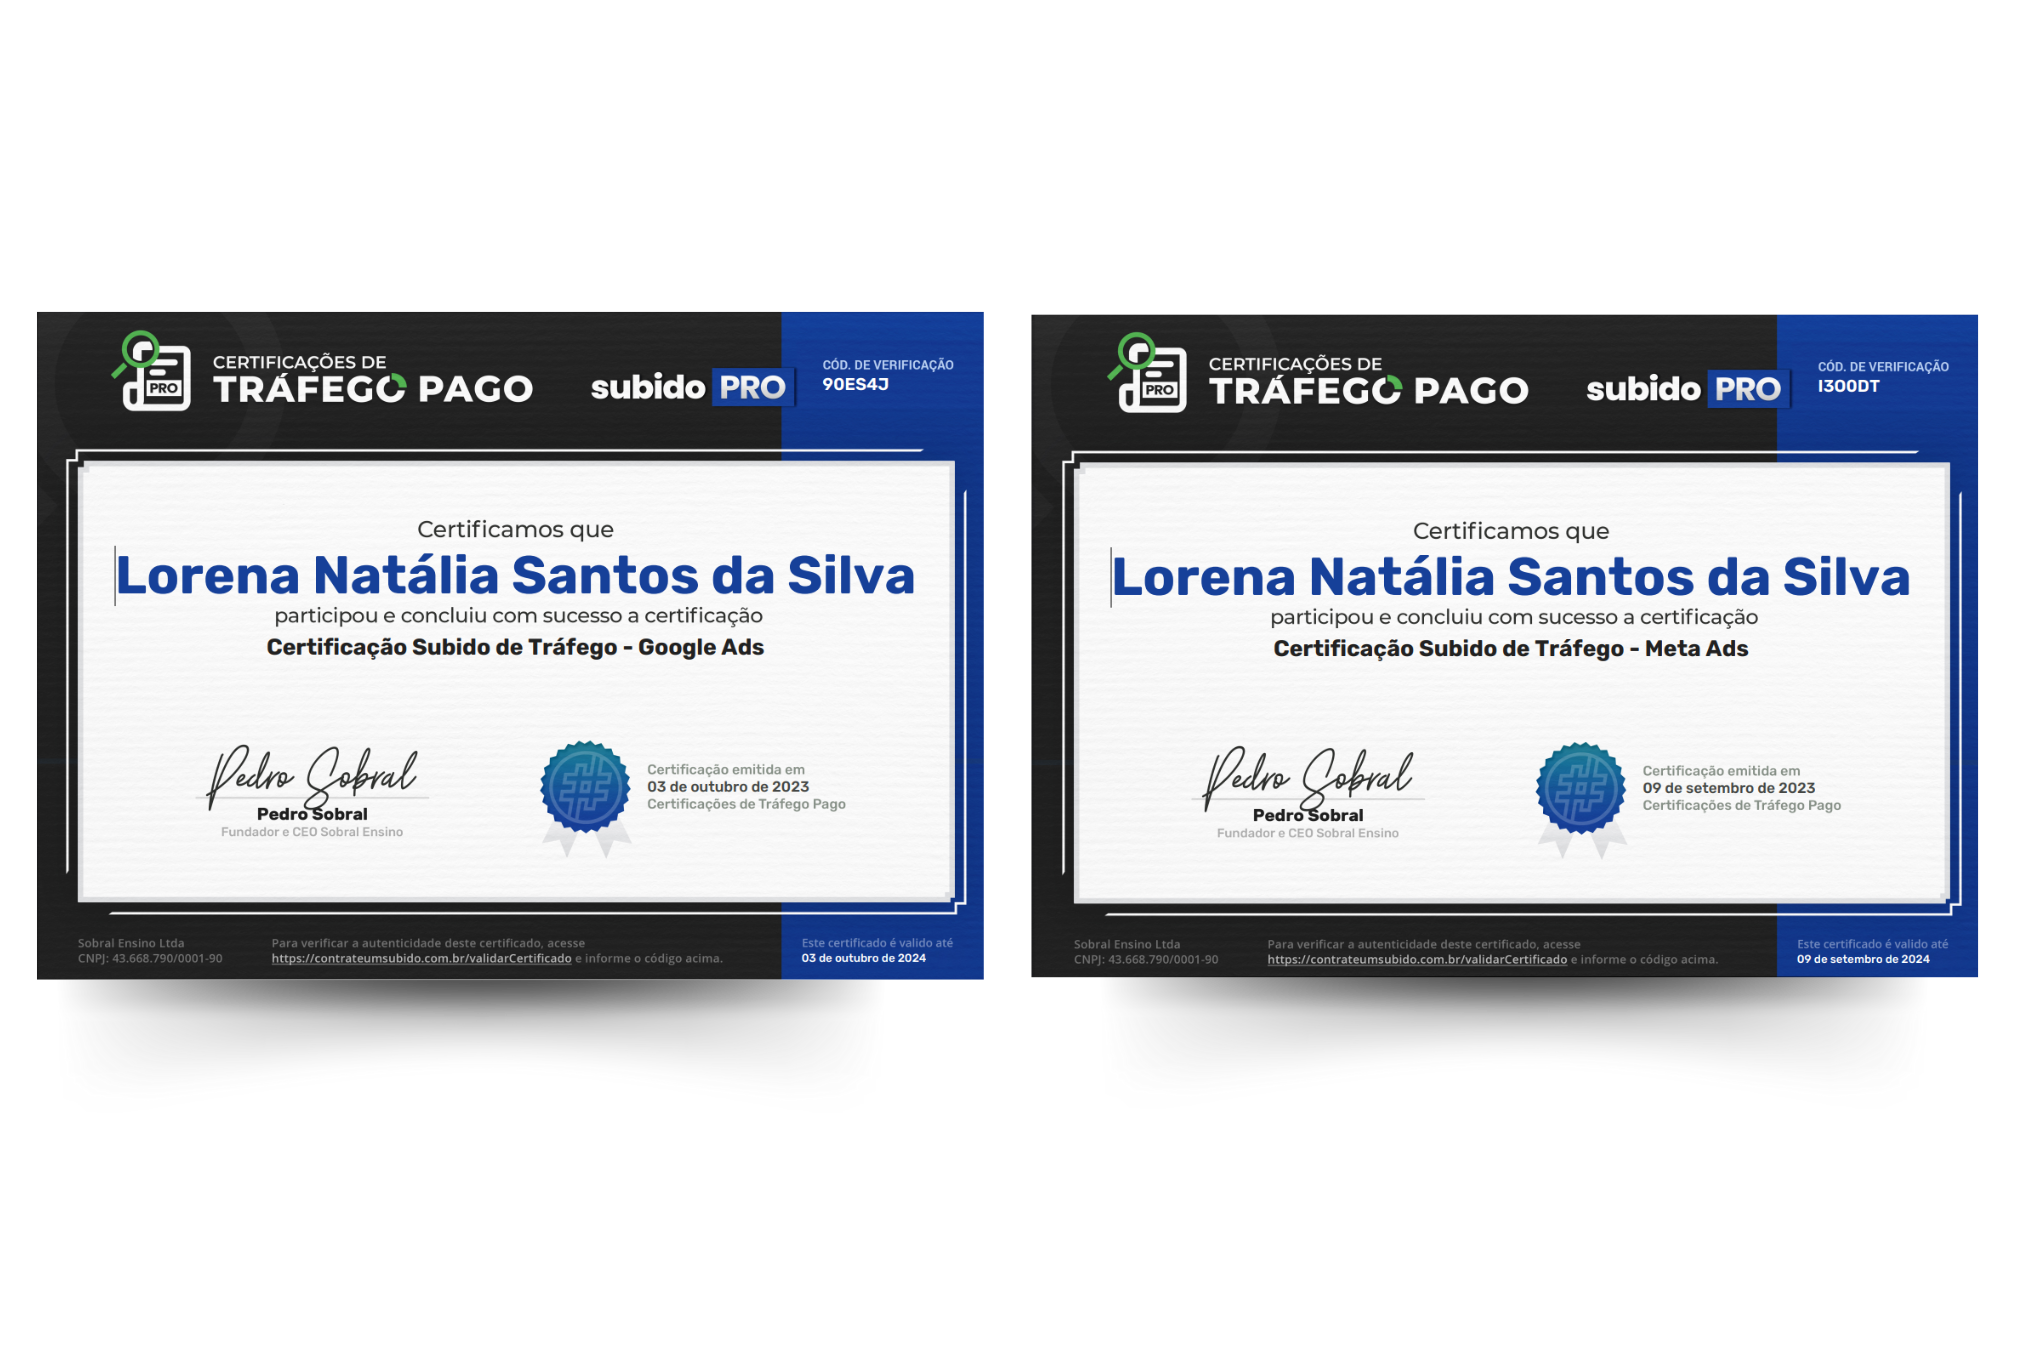 CERTIFICAÇÕES DE
TRÁFEGO PAGO
PRO
subido PRO
CÓD. DE VERIFICAÇÃO
90ES4J
Certificamos que
Lorena Natália Santos da Silva
participou e concluiu com sucesso a certificação
Certificação Subido de Tráfego - Google Ads
Pedro Sobral
Pedro Sobral
Fundador e CEO Sobral Ensino
Certificação emitida em
03 de outubro de 2023
Certificações de Tráfego Pago
Sobral Ensino Ltda
CNPJ: 43.668.790/0001-90
Para verificar a autenticidade deste certificado, acesse
https://contrateumsubido.com.br/validarCertificado e informe o código acima.
Este certificado é valido até
03 de outubro de 2024
CERTIFICAÇÕES DE
TRÁFEGO PAGO
PRO
subido PRO
CÓD. DE VERIFICAÇÃO
I300DT
Certificamos que
Lorena Natália Santos da Silva
participou e concluiu com sucesso a certificação
Certificação Subido de Tráfego - Meta Ads
Pedro Sobral
Pedro Sobral
Fundador e CEO Sobral Ensino
Certificação emitida em
09 de setembro de 2023
Certificações de Tráfego Pago
Sobral Ensino Ltda
CNPJ: 43.668.790/0001-90
Para verificar a autenticidade deste certificado, acesse
https://contrateumsubido.com.br/validarCertificado e informe o código acima.
Este certificado é valido até
09 de setembro de 2024